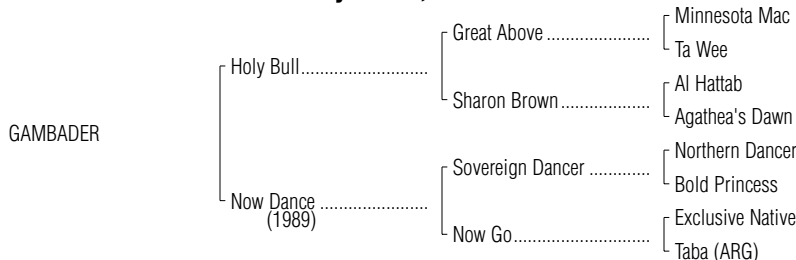 Minnesota Mac
Great Above ......................
Ta Wee
Holy Bull...........................
Al Hattab
Sharon Brown...................
Agathea's Dawn
GAMBADER
Northern Dancer
Sovereign Dancer .............
Bold Princess
Now Dance .......................
(1989)
Exclusive Native
Now Go.............................
Taba (ARG)